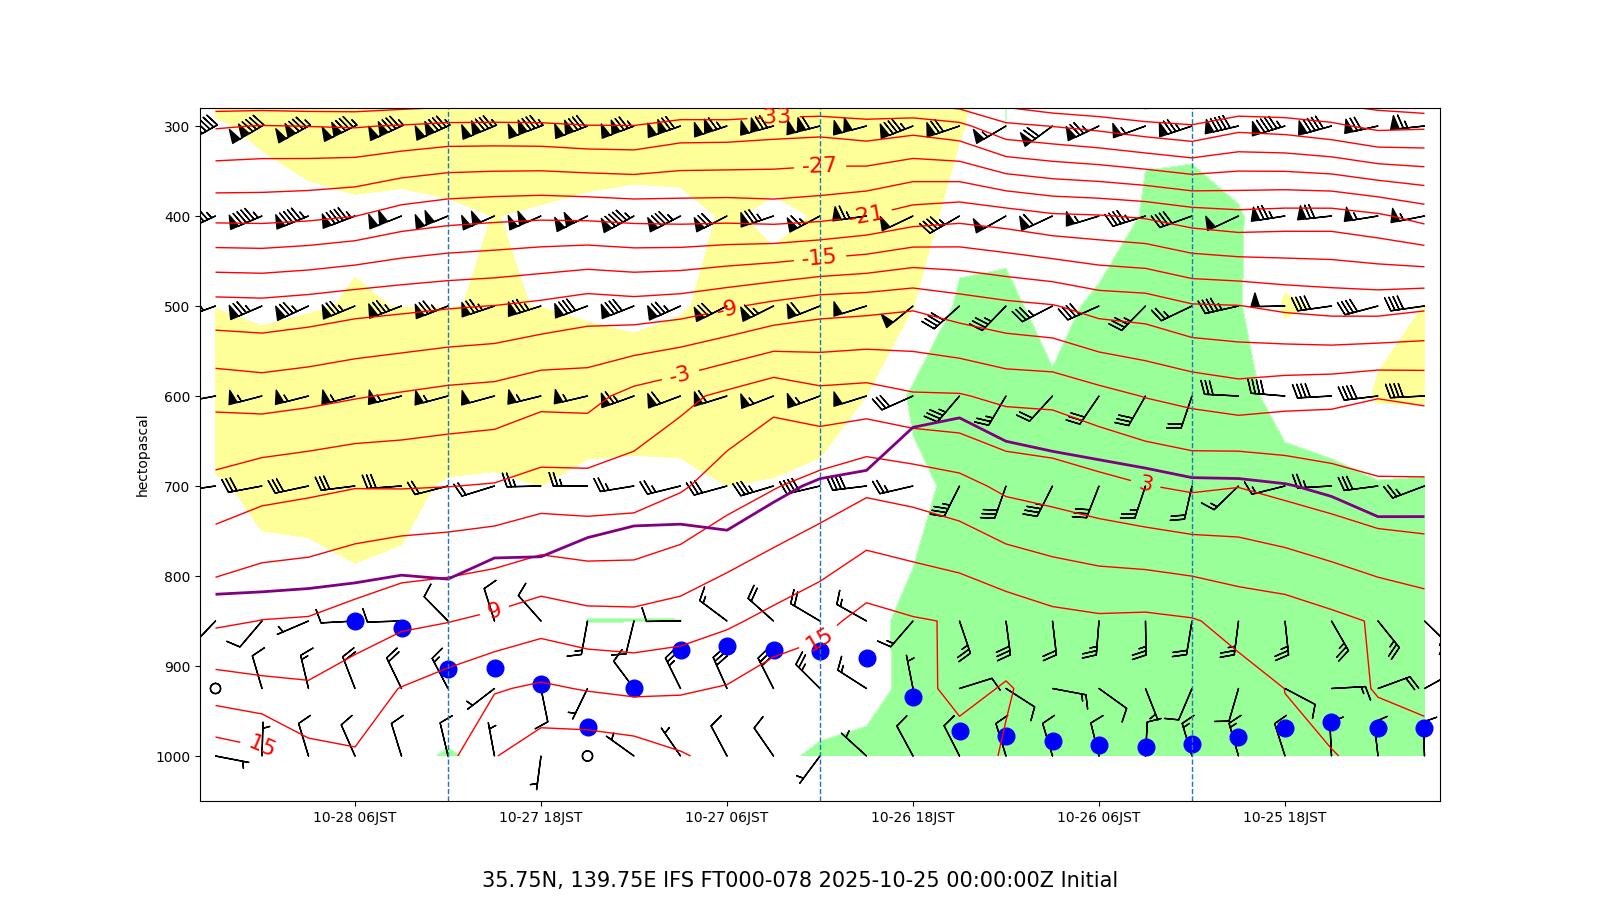 300
400
500
600
700
800
900
1000
hectopascal
-33
-27
-21
-15
-9
-3
3
9
15
15
10-28 06JST
10-27 18JST
10-27 06JST
10-26 18JST
10-26 06JST
10-25 18JST
35.75N, 139.75E IFS FT000-078 2025-10-25 00:00:00Z Initial